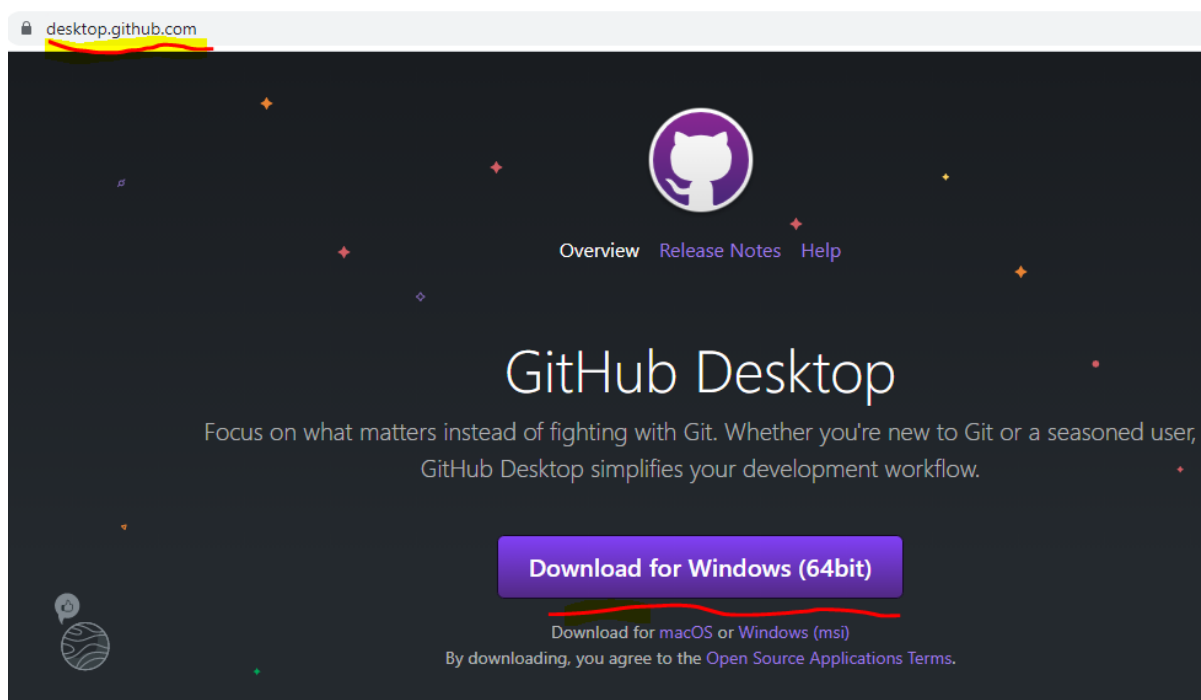 desktop.github.com
Overview Release Notes Help
GitHub Desktop
Focus on what matters instead of fighting with Git. Whether you're new to Git or a seasoned user,
GitHub Desktop simplifies your development workflow.
Download for Windows (64bit)
Download for macOS or Windows (msi)
By downloading, you agree to the Open Source Applications Terms.